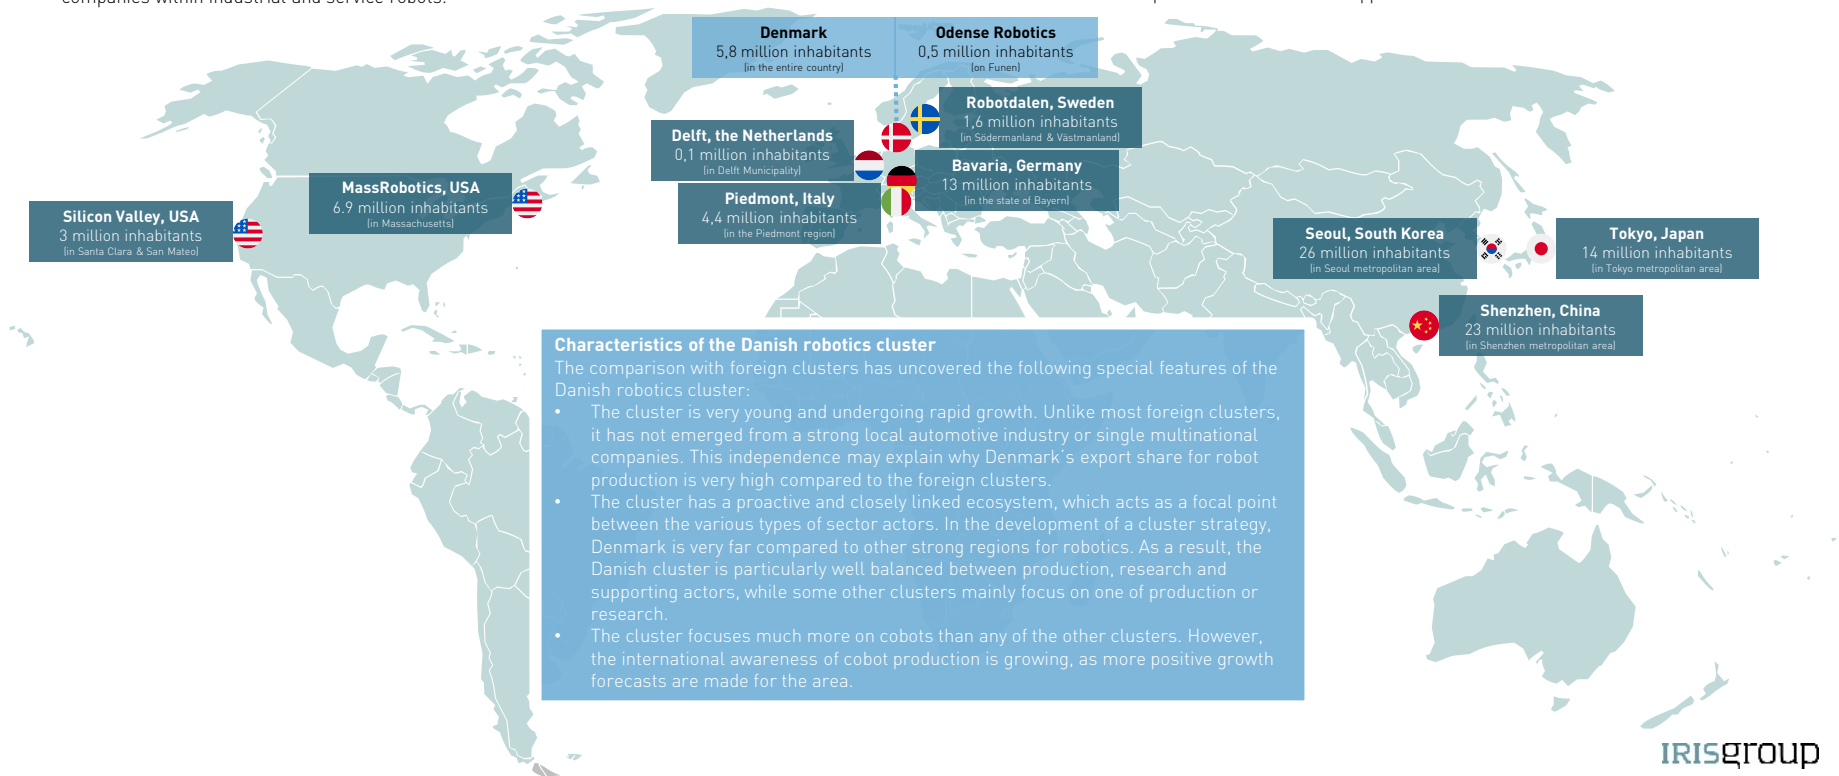 companies within industrial and service robots.
Denmark
5,8 million inhabitants
(in the entire country)
Odense Robotics
0,5 million inhabitants
(on Funen)
Robotdalen, Sweden
1,6 million inhabitants
(in Södermanland & Västmanland)
Delft, the Netherlands
0,1 million inhabitants
(in Delft Municipality)
Bavaria, Germany
13 million inhabitants
(in the state of Bayern)
MassRobotics, USA
6.9 million inhabitants
(in Massachusetts)
Piedmont, Italy
4,4 million inhabitants
(in the Piedmont region)
Silicon Valley, USA
3 million inhabitants
(in Santa Clara & San Mateo)
Seoul, South Korea
26 million inhabitants
(in Seoul metropolitan area)
Tokyo, Japan
14 million inhabitants
(in Tokyo metropolitan area)
Shenzhen, China
23 million inhabitants
(in Shenzhen metropolitan area)
Characteristics of the Danish robotics cluster
The comparison with foreign clusters has uncovered the following special features of the
Danish robotics cluster:
• The cluster is very young and undergoing rapid growth. Unlike most foreign clusters,
it has not emerged from a strong local automotive industry or single multinational
companies. This independence may explain why Denmark´s export share for robot
production is very high compared to the foreign clusters.
• The cluster has a proactive and closely linked ecosystem, which acts as a focal point
between the various types of sector actors. In the development of a cluster strategy,
Denmark is very far compared to other strong regions for robotics. As a result, the
Danish cluster is particularly well balanced between production, research and
supporting actors, while some other clusters mainly focus on one of production or
research.
• The cluster focuses much more on cobots than any of the other clusters. However,
the international awareness of cobot production is growing, as more positive growth
forecasts are made for the area.
IRISgroup